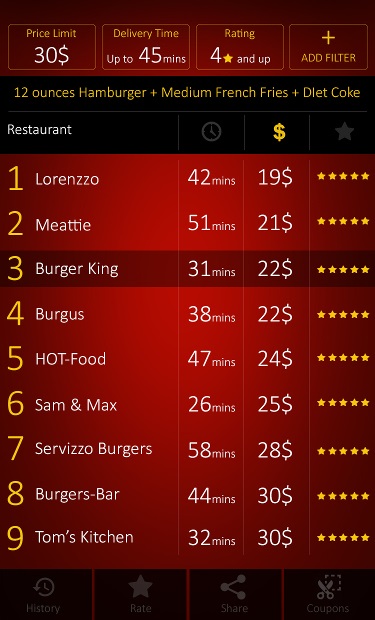 Price Limit Delivery Time Rating +
30$ Up to 45mins 4★ and up ADD FILTER
12 ounces Hamburger + Medium French Fries + DIet Coke
Restaurant $
1 Lorenzzo 42mins 19$ ★★★★★
2 Meattie 51mins 21$ ★★★★★
3 Burger King 31mins 22$ ★★★★★
4 Burgus 38mins 22$ ★★★★★
5 HOT-Food 47mins 24$ ★★★★★
6 Sam & Max 26mins 25$ ★★★★★
7 Servizzo Burgers 58mins 28$ ★★★★★
8 Burgers-Bar 44mins 30$ ★★★★★
9 Tom's Kitchen 32mins 30$ ★★★★★
History Rate Share Coupons